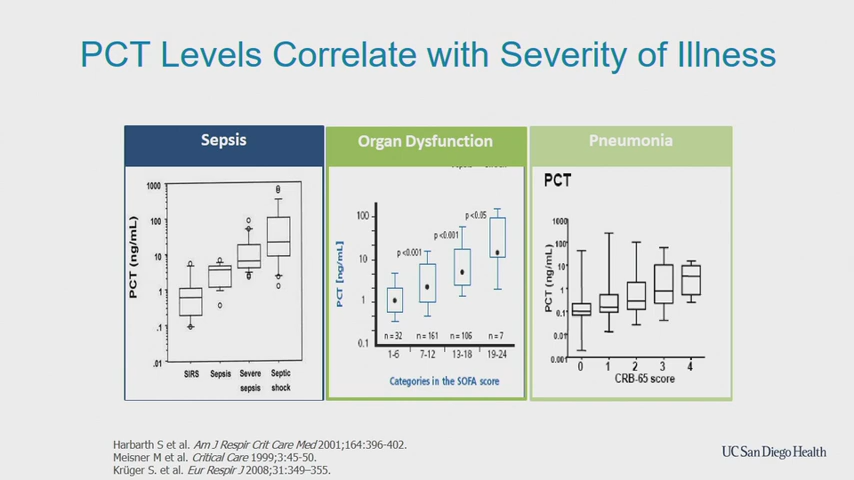 PCT Levels Correlate with Severity of Illness
Sepsis
PCT (ng/mL)
1000
100
10
1
.1
.01
SIRS
Sepsis
Severe sepsis
Septic shock
Organ Dysfunction
PCT [ng/mL]
100
10
1
0.1
p <0.001
p <0.001
p <0.05
n = 32
n = 161
n = 106
n = 7
1-6
7-12
13-18
19-24
Categories in the SOFA score
Pneumonia
PCT
PCT (ng/mL)
1000
100
10
1
0.1
0.01
0.001
0 1 2 3 4
CRB-65 score
Harbarth S et al. Am J Respir Crit Care Med 2001;164:396-402.
Meisner M et al. Critical Care 1999;3:45-50.
Krüger S. et al. Eur Respir J 2008;31:349–355.
UC San Diego Health